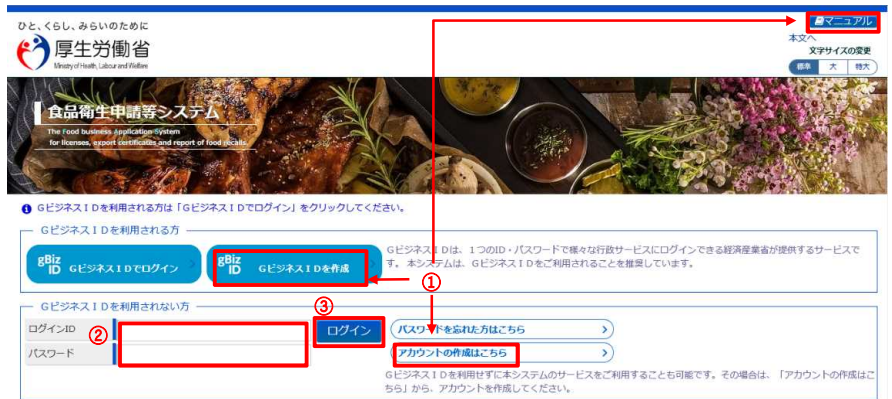 ひと、くらし、みらいのために
厚生労働省
Ministry of Health, Labour and Welfare
マニュアル
本文へ
文字サイズの変更
標準 大 特大
食品衛生申請等システム
The Food business Application System
for licenses, export certificates and report of food recalls.
GビジネスIDを利用される方は「GビジネスIDでログイン」をクリックしてください。
GビジネスIDを利用される方
gBiz ID GビジネスIDでログイン
gBiz ID GビジネスIDを作成
GビジネスIDは、1つのID・パスワードで様々な行政サービスにログインできる経済産業省が提供するサービスで
す。本システムは、GビジネスIDをご利用されることを推奨しています。
①
GビジネスIDを利用されない方
③
ログインID
②
ログイン
パスワードを忘れた方はこちら
パスワード
アカウントの作成はこちら
GビジネスIDを利用せずに本システムのサービスをご利用することも可能です。その場合は、「アカウントの作成はこ
ちら」から、アカウントを作成してください。